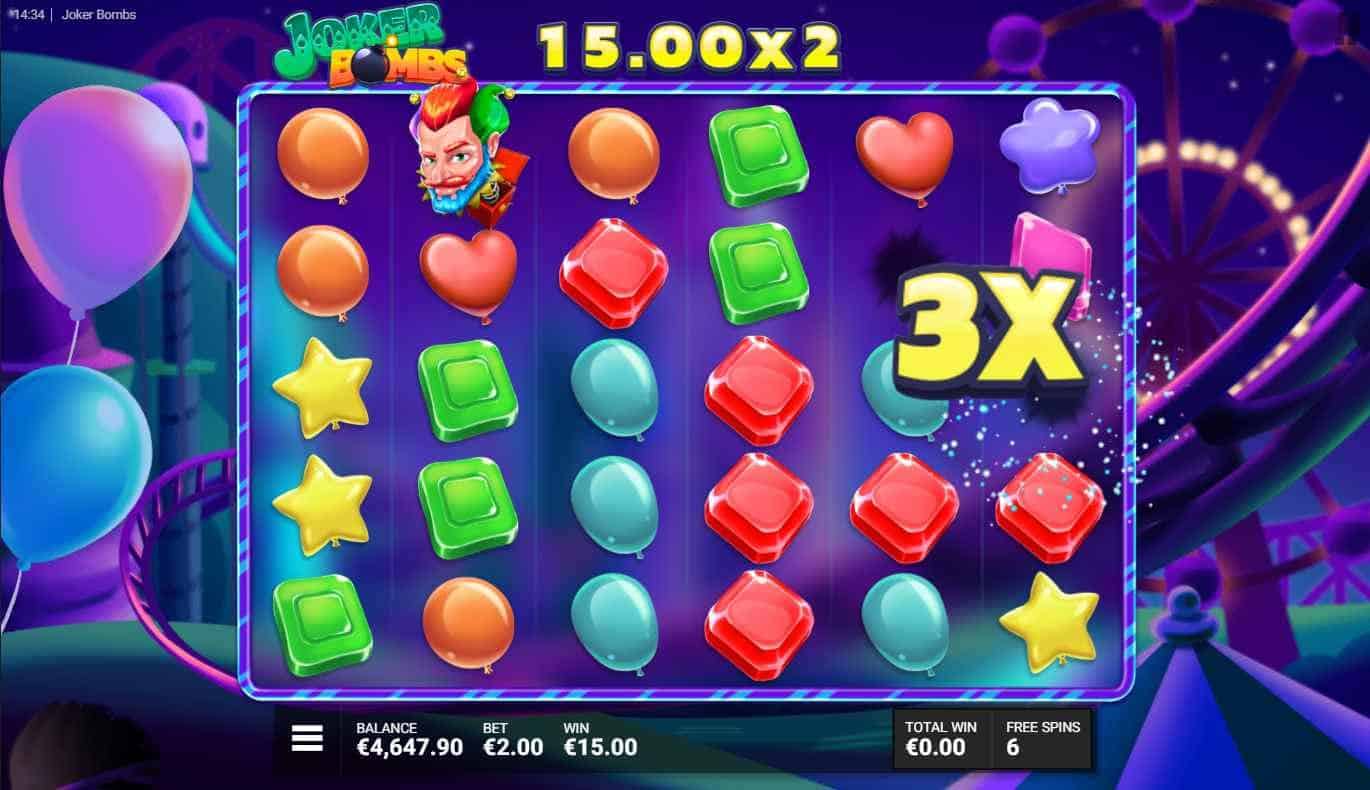 14:34 | Joker Bombs
JOKER
BOMBS
15.00x2
3X
BALANCE
€4,647.90
BET
€2.00
WIN
€15.00
TOTAL WIN
€0.00
FREE SPINS
6